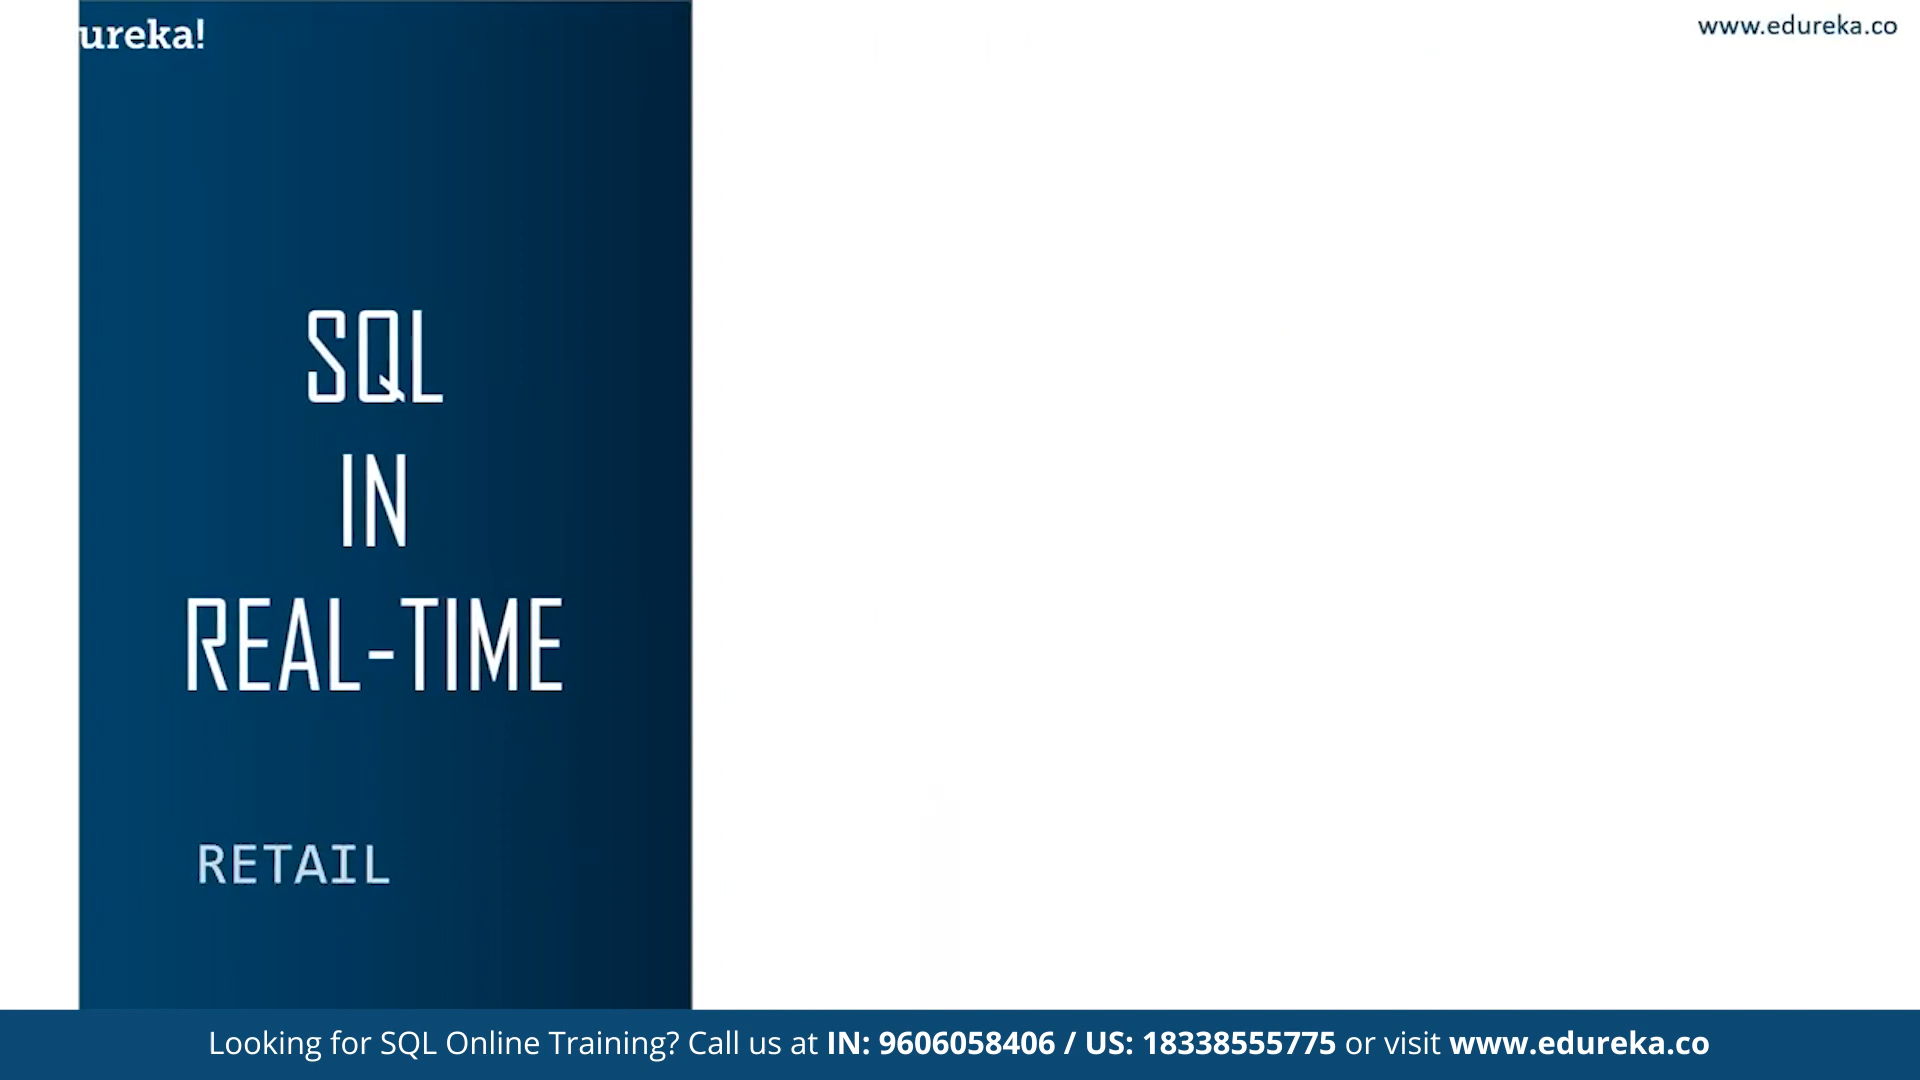 ureka!
www.edureka.co
SQL
IN
REAL-TIME
RETAIL
Looking for SQL Online Training? Call us at IN: 9606058406 / US: 18338555775 or visit www.edureka.co